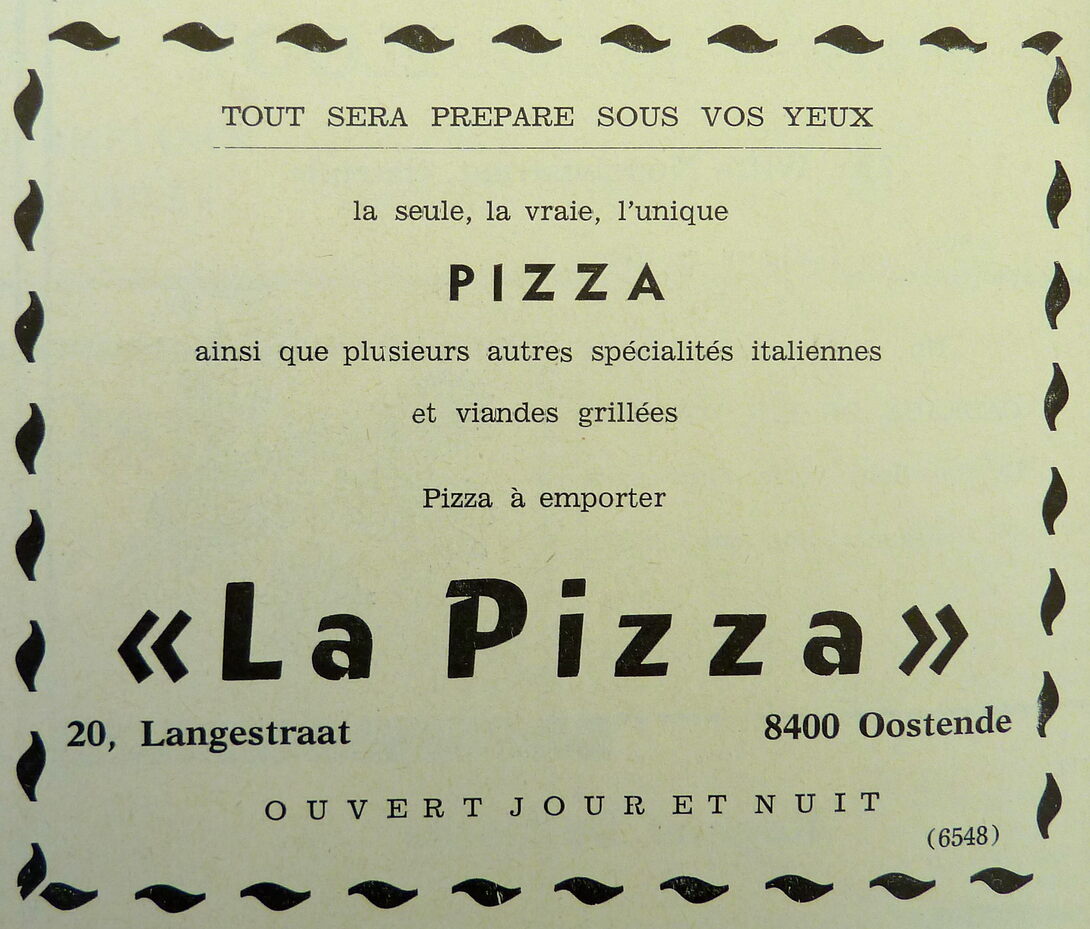 TOUT SERA PREPARE SOUS VOS YEUX
la seule, la vraie, l'unique
PIZZA
ainsi que plusieurs autres spécialités italiennes
et viandes grillées
Pizza à emporter
«La Pizza»
20, Langestraat 8400 Oostende
OUVERT JOUR ET NUIT
(6548)